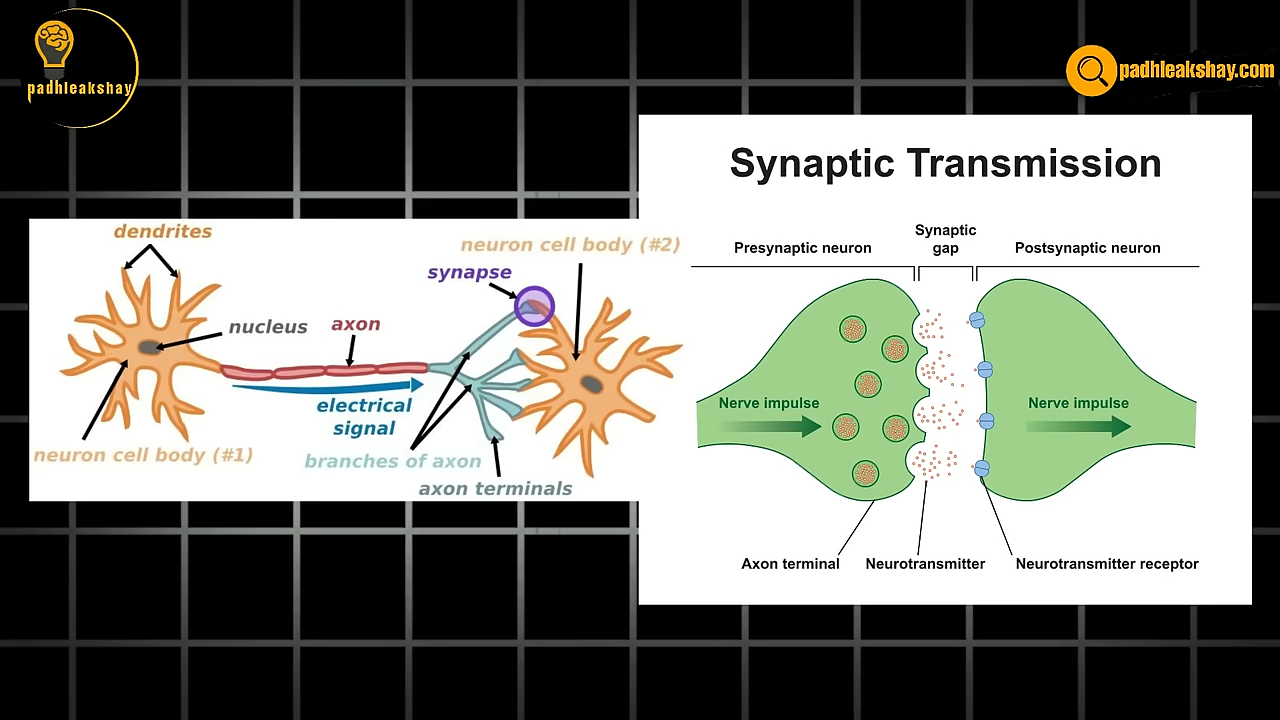 padhleakshay
padhleakshay.com
dendrites
neuron cell body (#2)
synapse
nucleus
axon
electrical
signal
neuron cell body (#1)
branches of axon
axon terminals
Synaptic Transmission
Presynaptic neuron
Synaptic
gap
Postsynaptic neuron
Nerve impulse
Nerve impulse
Axon terminal
Neurotransmitter
Neurotransmitter receptor